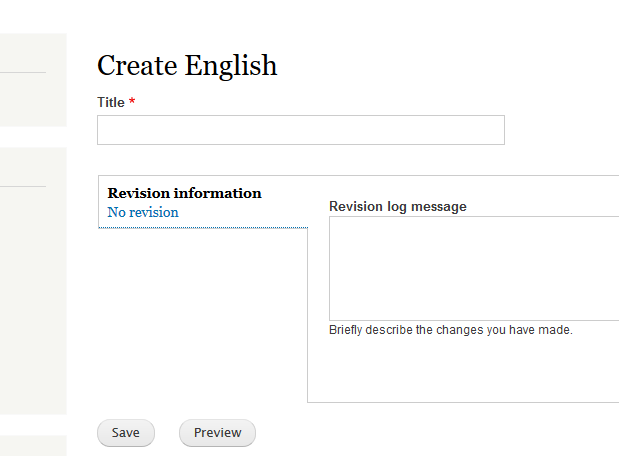 Create English
Title *
Revision information
No revision
Revision log message
Briefly describe the changes you have made.
Save
Preview